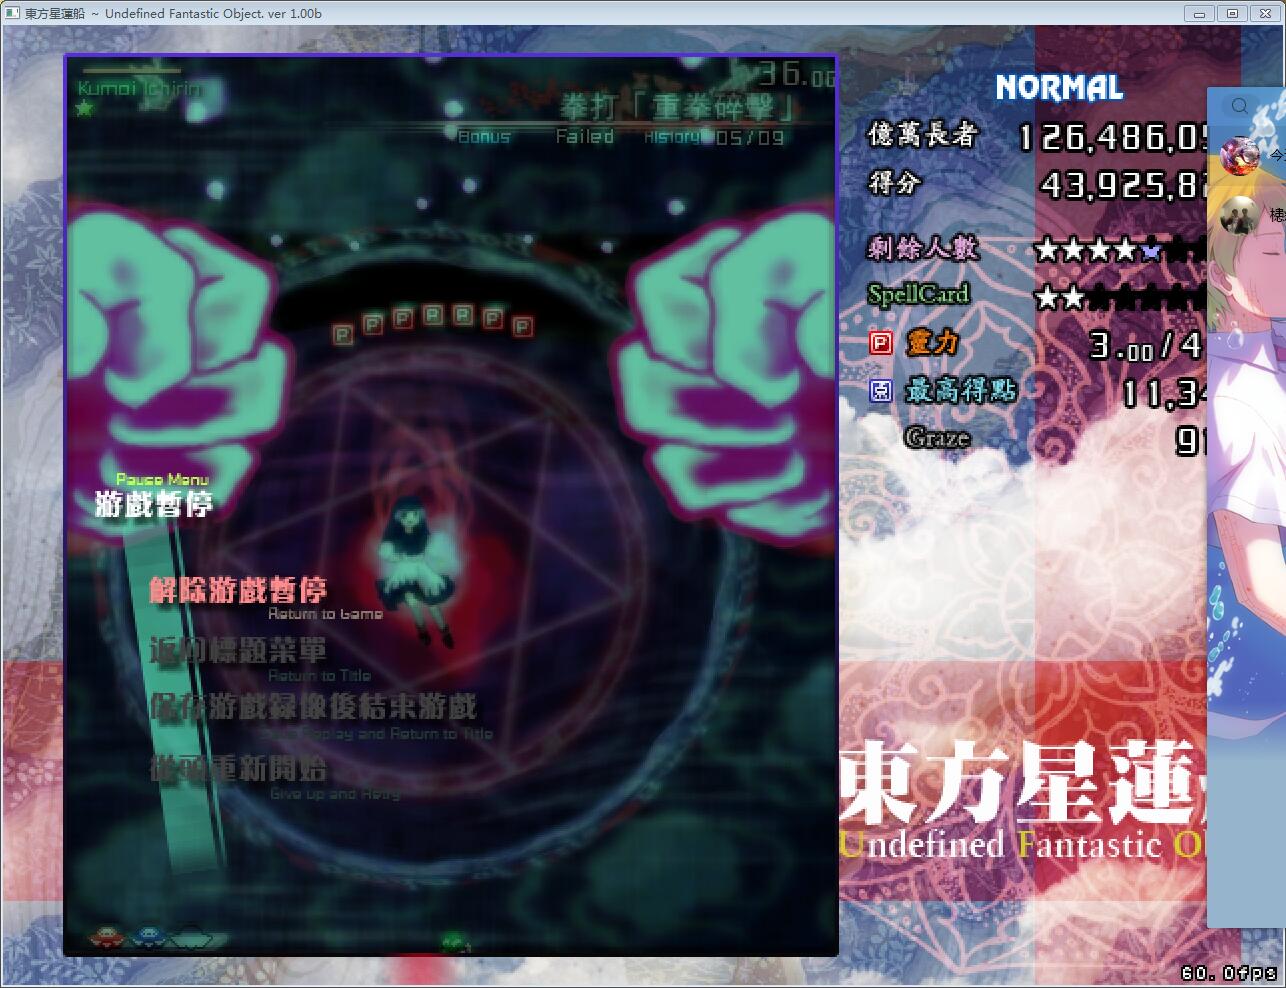 東方星蓮船 ~ Undefined Fantastic Object. ver 1.00b
Kumoi Ichirin
36.00
拳打「重拳碎擊」
Bonus Failed History 05/09
Pause Menu
游戲暫停
解除游戲暫停
Return to Game
返回標題菜單
Return to Title
保存游戲録像後結束游戲
Save Replay and Return to Title
從頭重新開始
Give up and Retry
NORMAL
億萬長者 126,486,05
得分 43,925,8
剩餘人數
SpellCard
P 靈力 3.00/4
点 最高得點 11,34
Graze 9
今
東方星蓮
Undefined Fantastic O
60.0fps